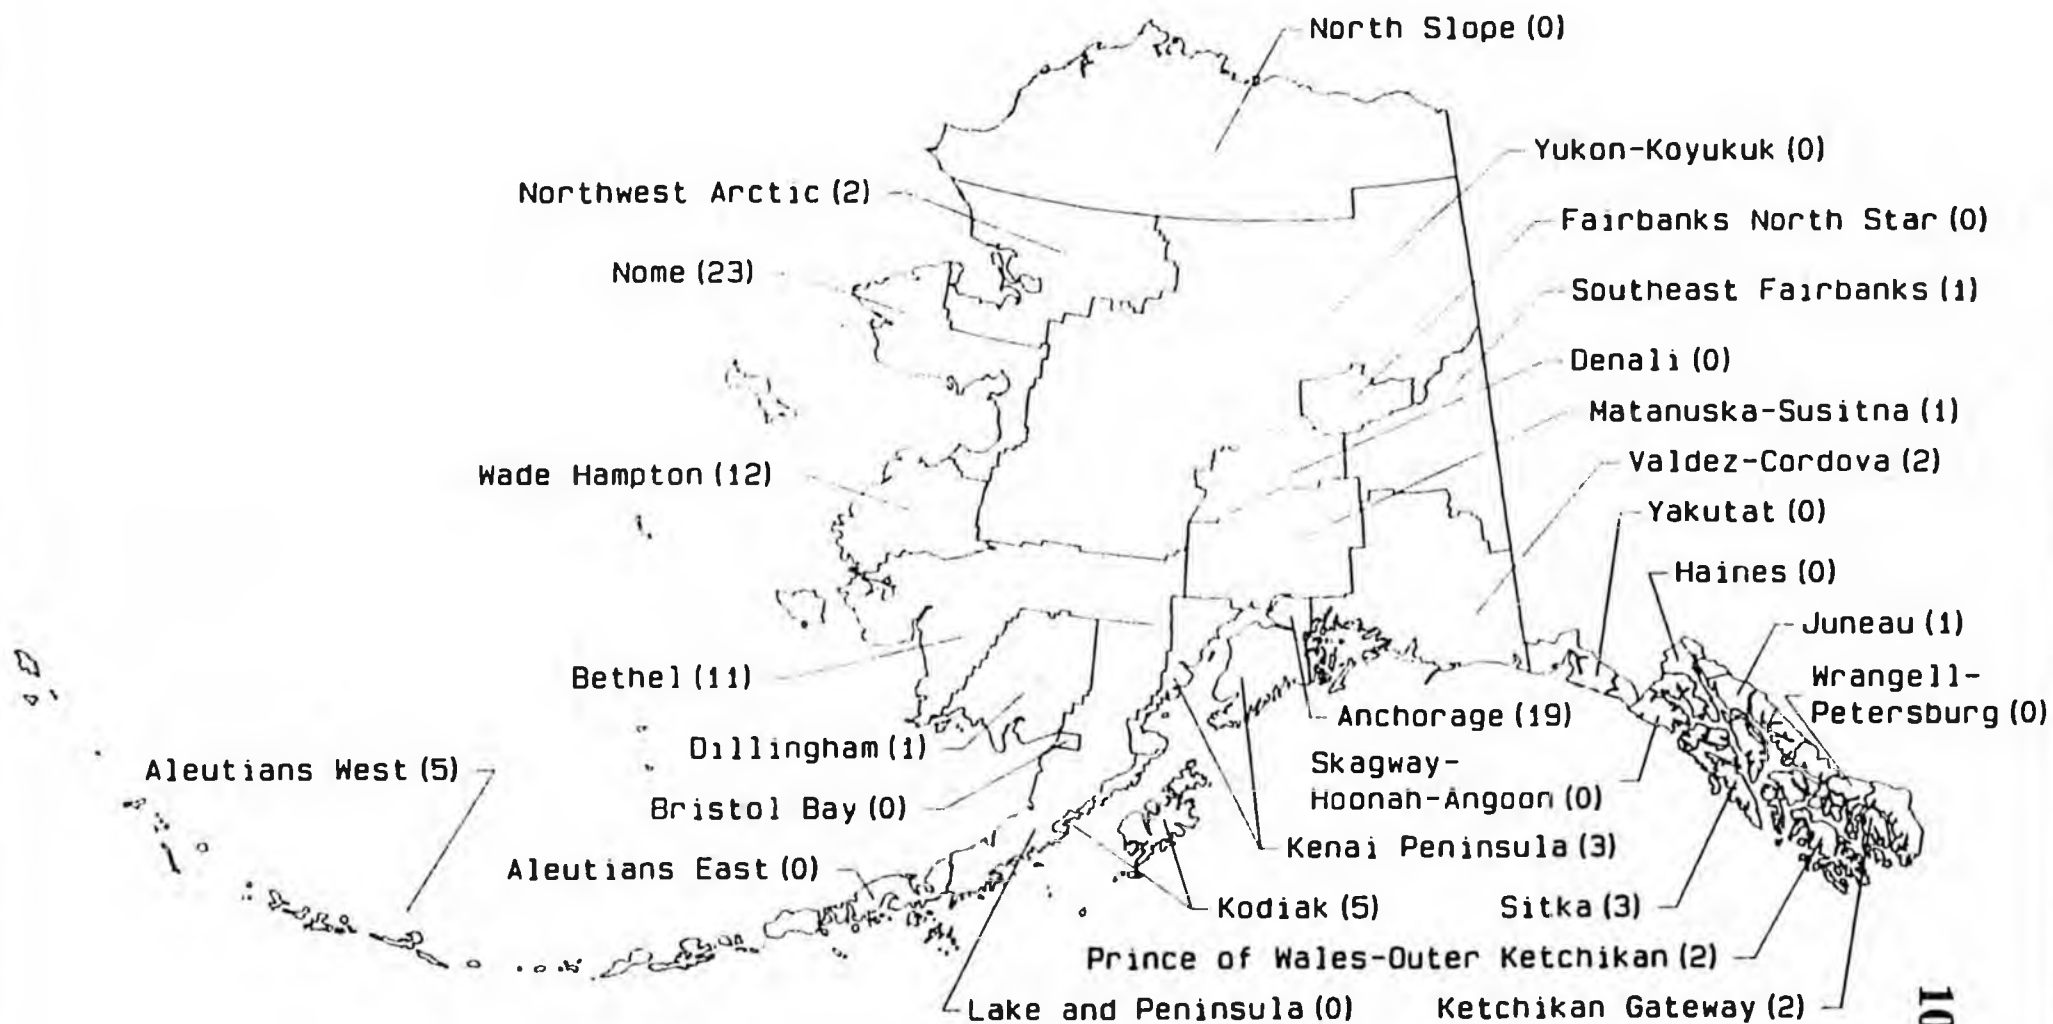 North Slope (0)
Yukon-Koyukuk (0)
Northwest Arctic (2)
Fairbanks North Star (0)
Nome (23)
Southeast Fairbanks (1)
Denali (0)
Matanuska-Susitna (1)
Valdez-Cordova (2)
Wade Hampton (12)
Yakutat (0)
Haines (0)
Juneau (1)
Wrangell-
Petersburg (0)
Bethel (11)
Anchorage (19)
Dillingham (1)
Skagway-
Hoonah-Angoon (0)
Aleutians West (5)
Bristol Bay (0)
Kenai Peninsula (3)
Aleutians East (0)
Kodiak (5)
Sitka (3)
Prince of Wales-Outer Ketchikan (2)
Lake and Peninsula (0)
Ketchikan Gateway (2)
10